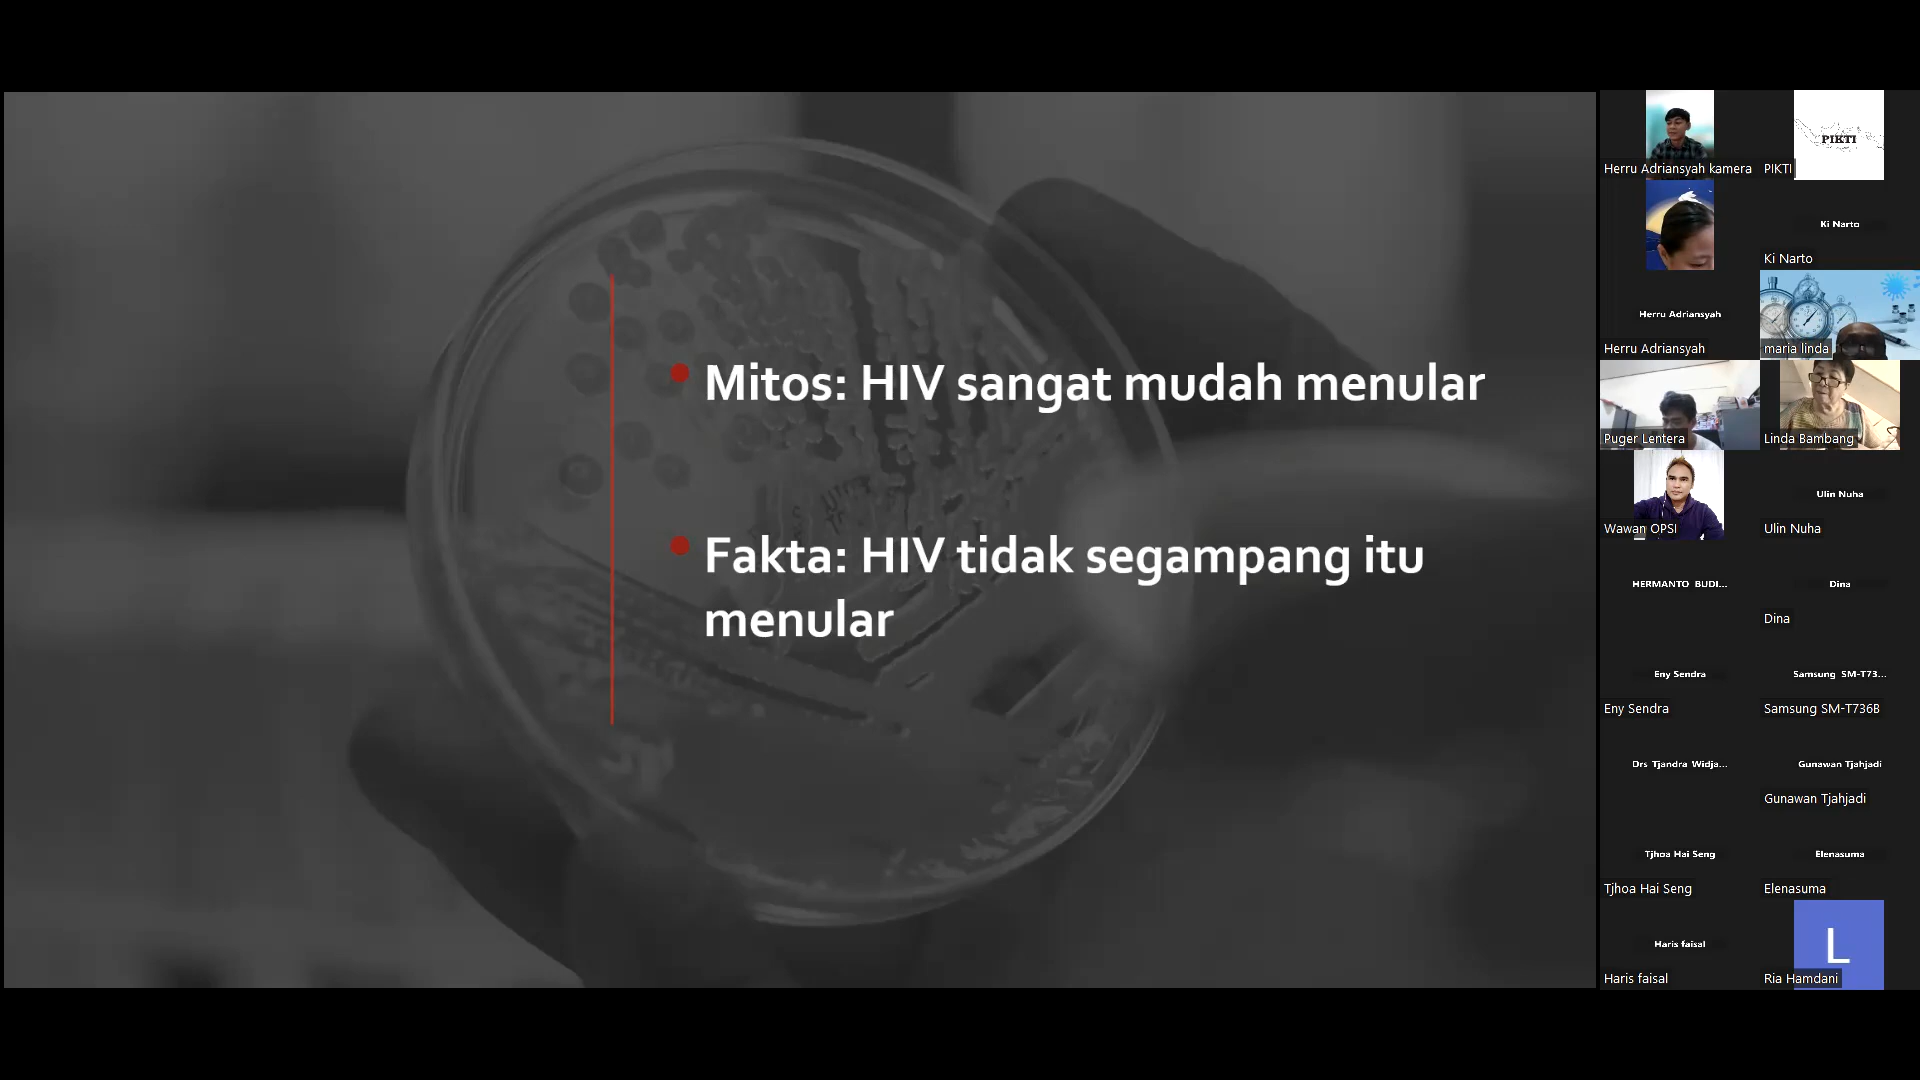 • Mitos: HIV sangat mudah menular
• Fakta: HIV tidak segampang itu
menular
Herru Adriansyah kamera
PIKTI
PIKTI
Ki Narto
Ki Narto
Herru Adriansyah
Herru Adriansyah
maria linda
Puger Lentera
Linda Bambang
Wawan OPSI
Ulin Nuha
Ulin Nuha
HERMANTO BUDI...
Dina
Dina
Eny Sendra
Eny Sendra
Samsung SM-T73...
Samsung SM-T736B
Drs Tjandra Widja...
Gunawan Tjahjadi
Gunawan Tjahjadi
Tjhoa Hai Seng
Tjhoa Hai Seng
Elenasuma
Elenasuma
Haris faisal
Haris faisal
L
Ria Hamdani